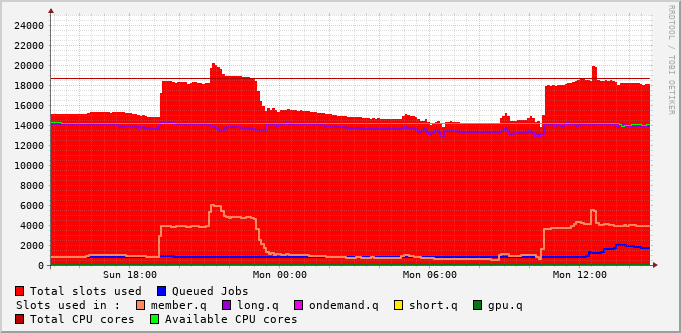 RRDTOOL / TOBI OETIKER
24000
22000
20000
18000
16000
14000
12000
10000
8000
6000
4000
2000
0
Sun 18:00 Mon 00:00 Mon 06:00 Mon 12:00
Total slots used Queued Jobs
Slots used in : member.q long.q ondemand.q short.q gpu.q
Total CPU cores Available CPU cores